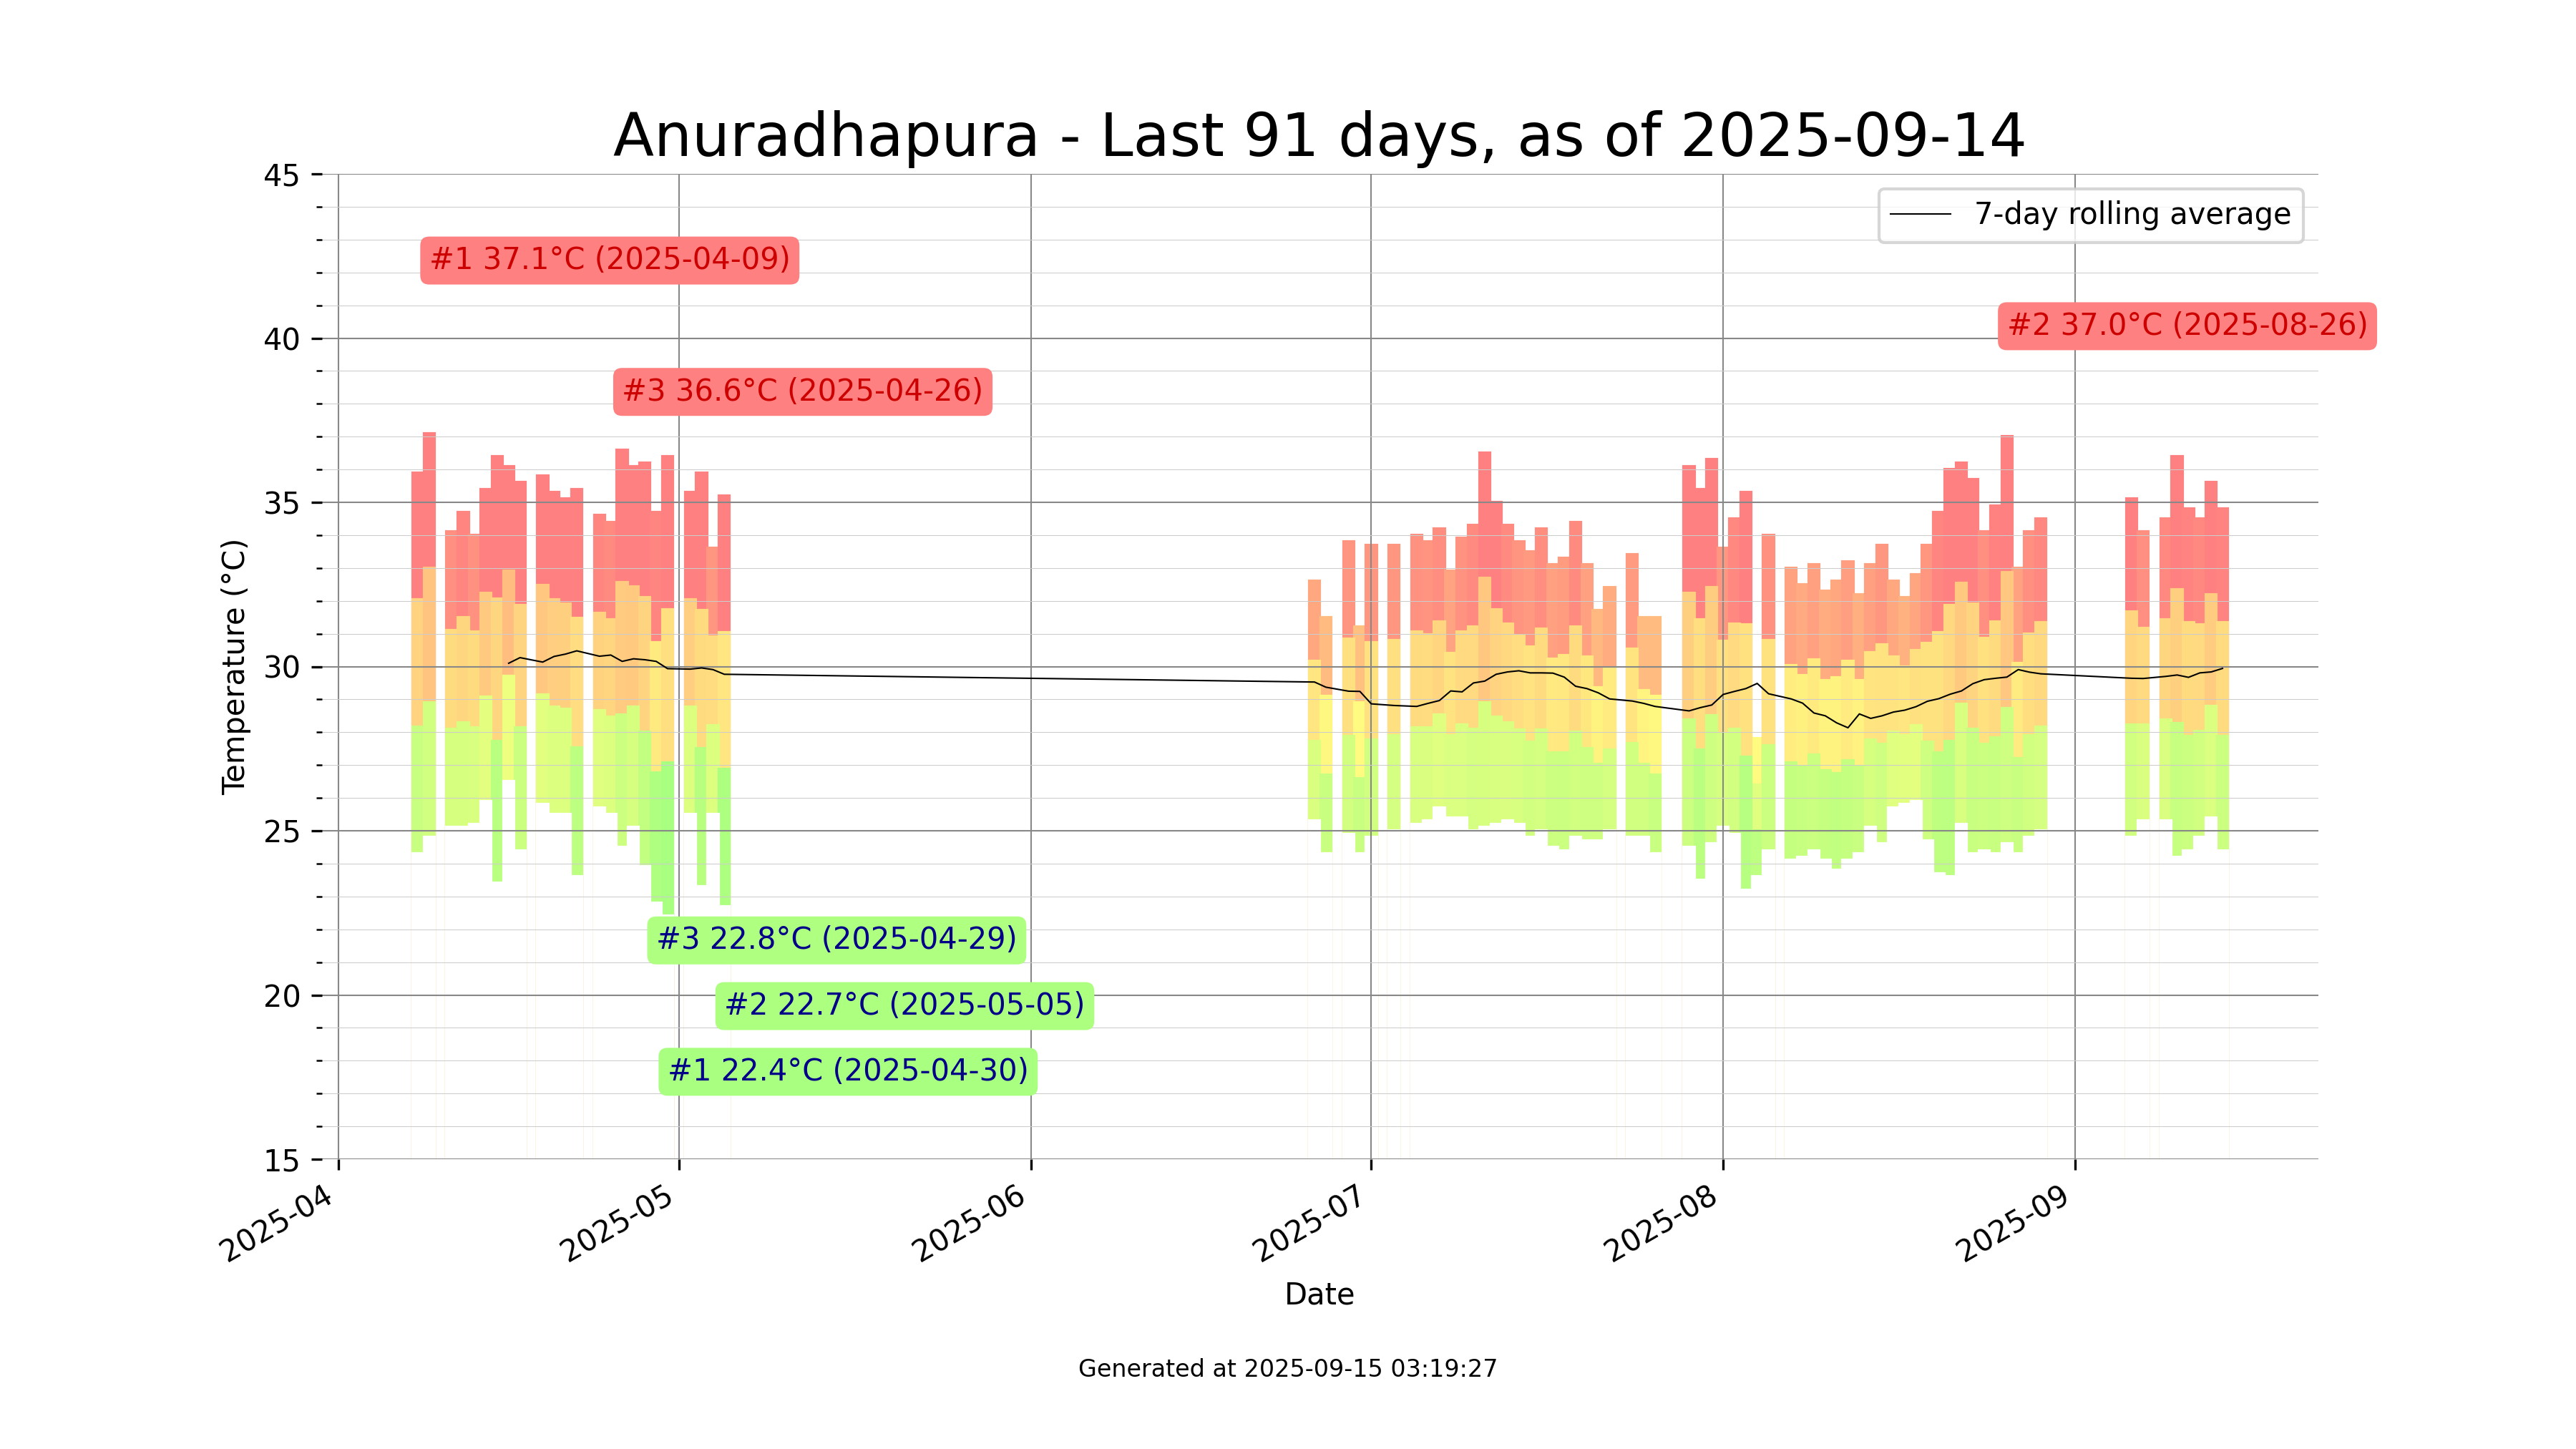 Anuradhapura - Last 91 days, as of 2025-09-14
7-day rolling average
#1 37.1°C (2025-04-09)
#2 37.0°C (2025-08-26)
#3 36.6°C (2025-04-26)
#3 22.8°C (2025-04-29)
#2 22.7°C (2025-05-05)
#1 22.4°C (2025-04-30)
Temperature (°C)
45
40
35
30
25
20
15
2025-04
2025-05
2025-06
2025-07
2025-08
2025-09
Date
Generated at 2025-09-15 03:19:27